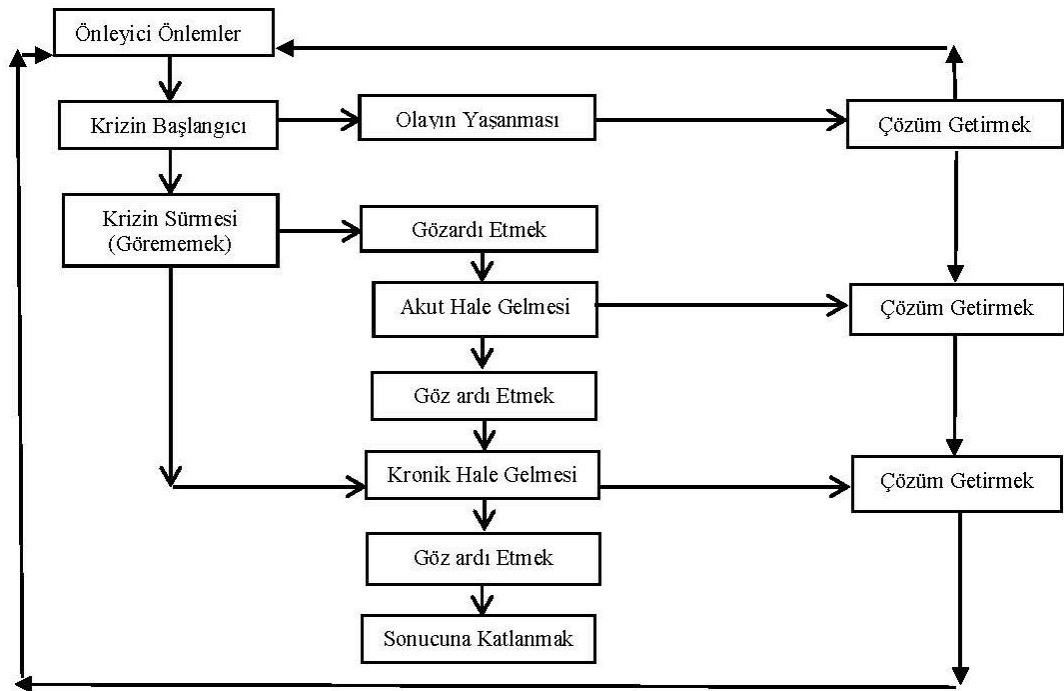 Önleyici Önlemler
Krizin Başlangıcı
Olayın Yaşanması
Çözüm Getirmek
Krizin Sürmesi
(Görememek)
Gözardı Etmek
Akut Hale Gelmesi
Çözüm Getirmek
Göz ardı Etmek
Kronik Hale Gelmesi
Çözüm Getirmek
Göz ardı Etmek
Sonucuna Katlanmak